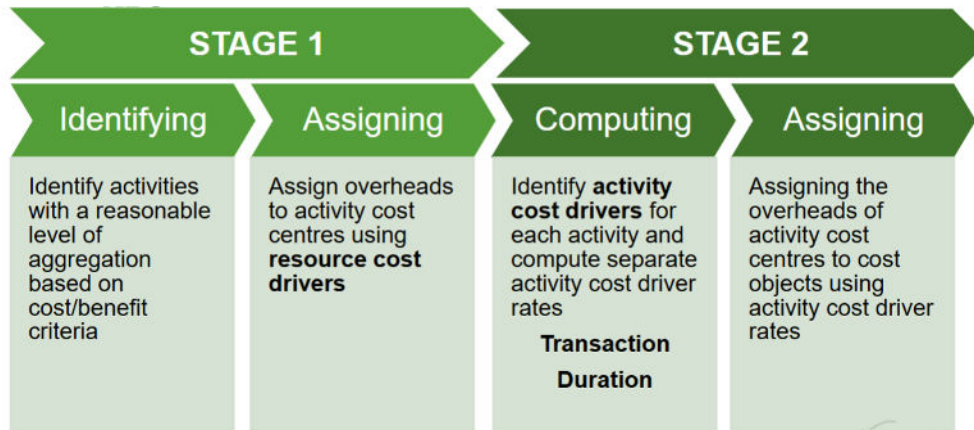 STAGE 1
STAGE 2
Identifying
Assigning
Computing
Assigning
Identify activities
with a reasonable
level of
aggregation
based on
cost/benefit
criteria
Assign overheads
to activity cost
centres using
resource cost
drivers
Identify activity
cost drivers for
each activity and
compute separate
activity cost driver
rates
Transaction
Duration
Assigning the
overheads of
activity cost
centres to cost
objects using
activity cost driver
rates